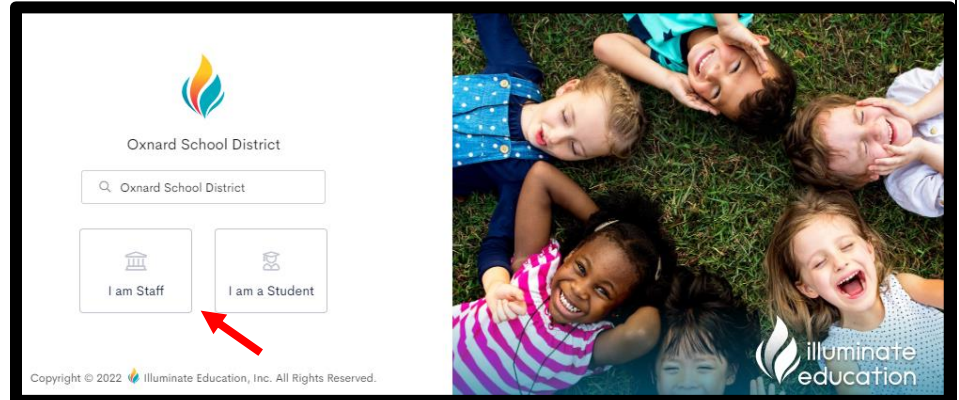 Oxnard School District
Oxnard School District
I am Staff
I am a Student
Copyright © 2022 Illuminate Education, Inc. All Rights Reserved.
illuminate
education